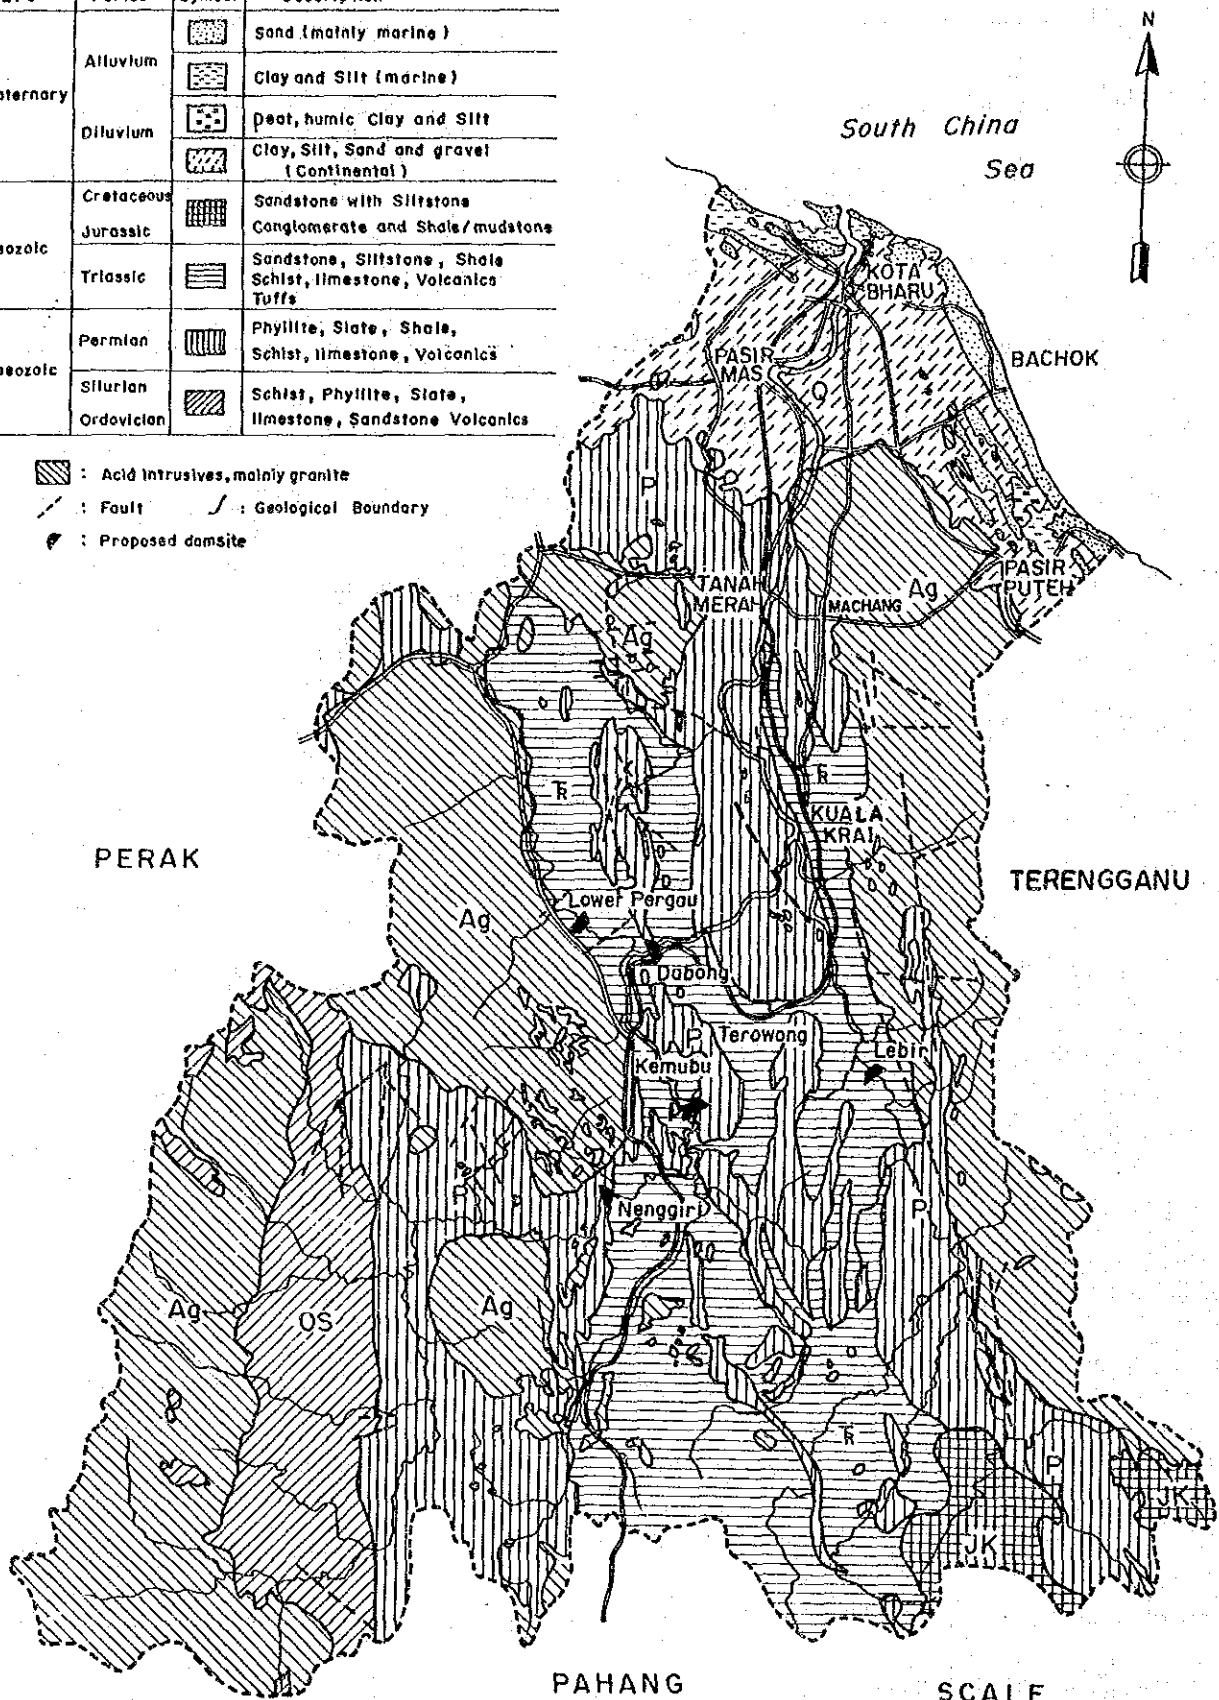 Sand (mainly marine)
Alluvium
Clay and Silt (marine)
Peat, humic Clay and Silt
Diluvium
Clay, Silt, Sand and gravel
(Continental)
Cretaceous
Sandstone with Siltstone
Jurassic
Conglomerate and Shale/mudstone
Sandstone, Siltstone, Shale
Triassic
Schist, limestone, Volcanics
Tuffs
Permian
Phyllite, Slate, Shale,
Schist, limestone, Volcanics
Silurian
Schist, Phyllite, Slate,
Ordovician
limestone, Sandstone Volcanics
: Acid Intrusives, mainly granite
: Fault
: Geological Boundary
: Proposed damsite
N
South China
Sea
KOTA
BHARU
BACHOK
PASIR
MAS
Q
P
TANAH
MERAH
MACHANG
Ag
PASIR
PUTEH
Ag
TR
TR
KUALA
KRAI
PERAK
TERENGGANU
Lower Pergau
Ag
Dabong
P
Terowong
Lebir
Kemubu
P
Nenggiri
P
Ag
OS
Ag
TR
P
JK
JK
PAHANG
SCALE